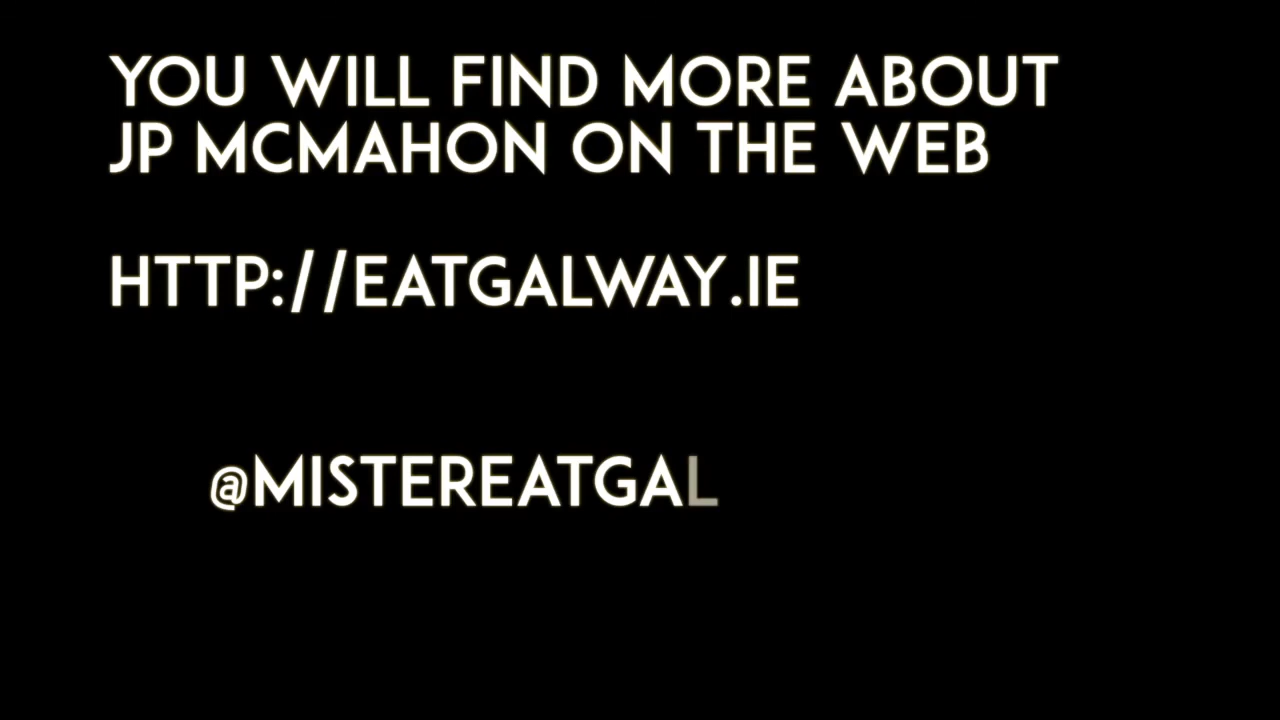 YOU WILL FIND MORE ABOUT
JP MCMAHON ON THE WEB
HTTP://EATGALWAY.IE
@MISTEREATGAL